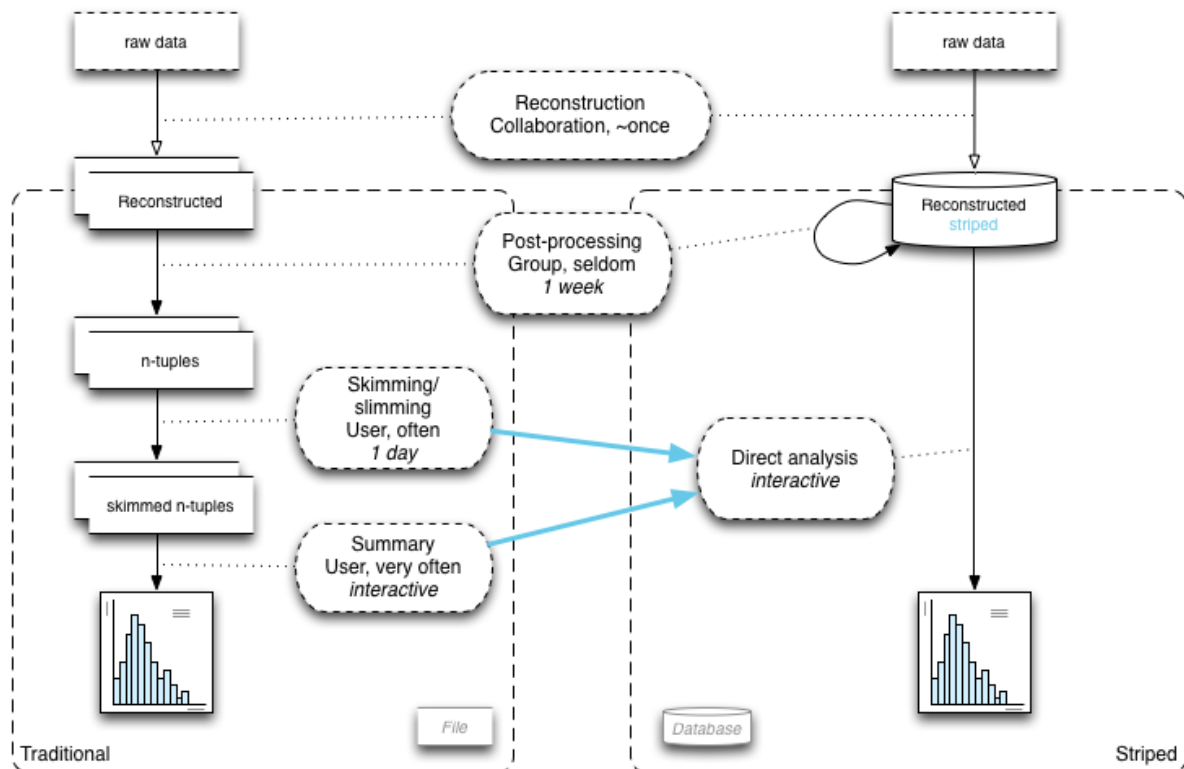 raw data
raw data
Reconstruction
Collaboration, ~once
Reconstructed
Reconstructed
striped
Post-processing
Group, seldom
1 week
n-tuples
Skimming/
slimming
User, often
1 day
Direct analysis
interactive
skimmed n-tuples
Summary
User, very often
interactive
File
Database
Traditional
Striped